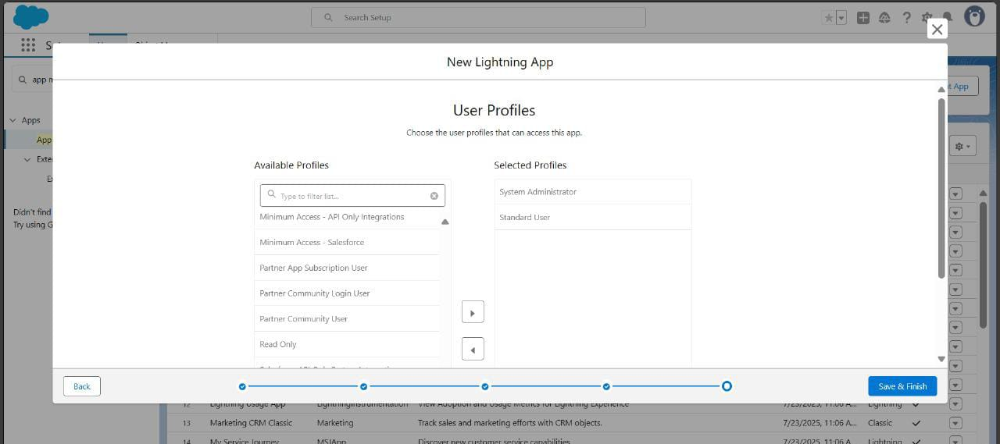 Search Setup
New Lightning App
app
User Profiles
t App
Choose the user profiles that can access this app.
Apps
App
Available Profiles
Selected Profiles
Type to filter list...
System Administrator
Minimum Access - API Only Integrations
Standard User
Minimum Access - Salesforce
Didn't find
Try using G
Partner App Subscription User
Partner Community Login User
Partner Community User
Read Only
Back
Save & Finish
12 Lightning Usage App LightningInstrumentation View Adoption and Usage Metrics for Lightning Experience 7/23/2025, 11:06 A... Lightning
13 Marketing CRM Classic Marketing Track sales and marketing efforts with CRM objects. 7/23/2025, 11:06 A... Classic
14 My Service Journey MSJApp Discover new customer service capabilities 7/23/2025, 11:06 A... Lightning